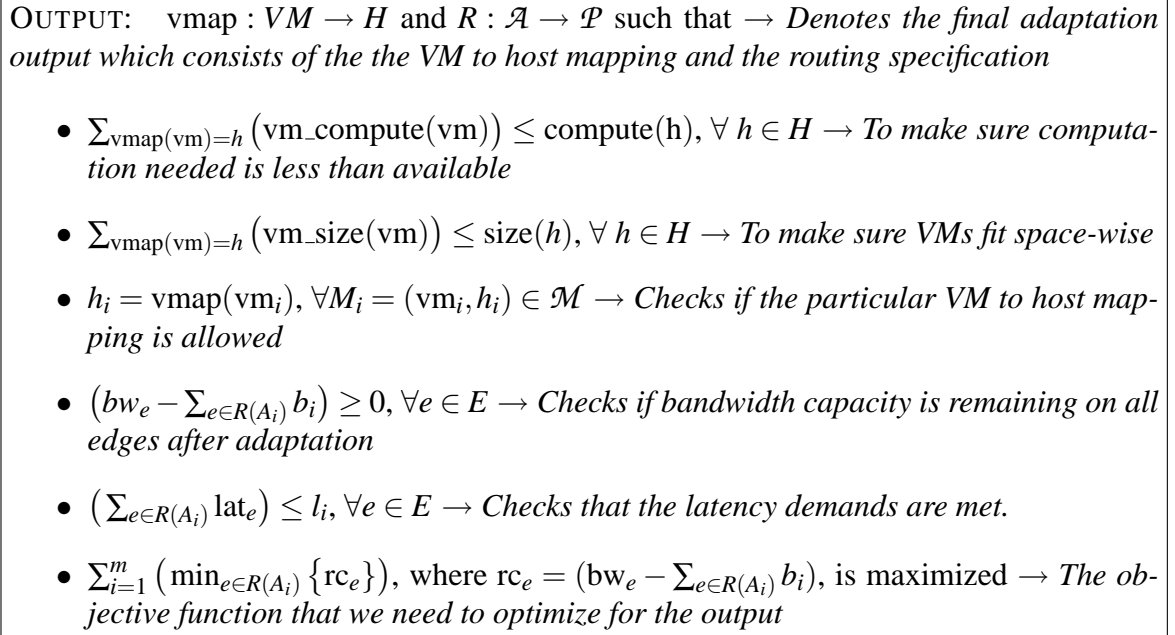 OUTPUT: vmap : VM → H and R : 𝒜 → 𝒫 such that → Denotes the final adaptation
output which consists of the the VM to host mapping and the routing specification
• ∑vmap(vm)=h (vm_compute(vm)) ≤ compute(h), ∀ h ∈ H → To make sure computa-
tion needed is less than available
• ∑vmap(vm)=h (vm_size(vm)) ≤ size(h), ∀ h ∈ H → To make sure VMs fit space-wise
• hᵢ = vmap(vmᵢ), ∀Mᵢ = (vmᵢ, hᵢ) ∈ ℳ → Checks if the particular VM to host map-
ping is allowed
• (bwₑ − ∑e∈R(Aᵢ) bᵢ) ≥ 0, ∀e ∈ E → Checks if bandwidth capacity is remaining on all
edges after adaptation
• (∑e∈R(Aᵢ) latₑ) ≤ lᵢ, ∀e ∈ E → Checks that the latency demands are met.
• ∑ᵢ₌₁ᵐ (mine∈R(Aᵢ) {rcₑ}), where rcₑ = (bwₑ − ∑e∈R(Aᵢ) bᵢ), is maximized → The ob-
jective function that we need to optimize for the output